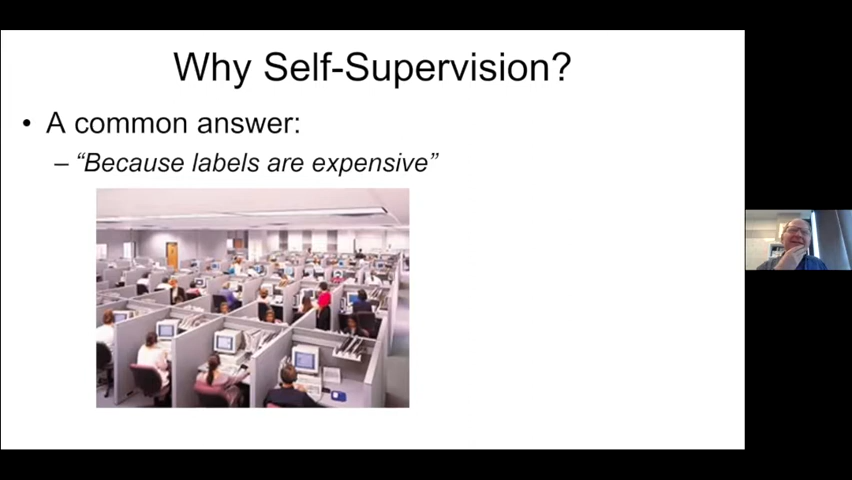 Why Self-Supervision?
• A common answer:
– “Because labels are expensive”